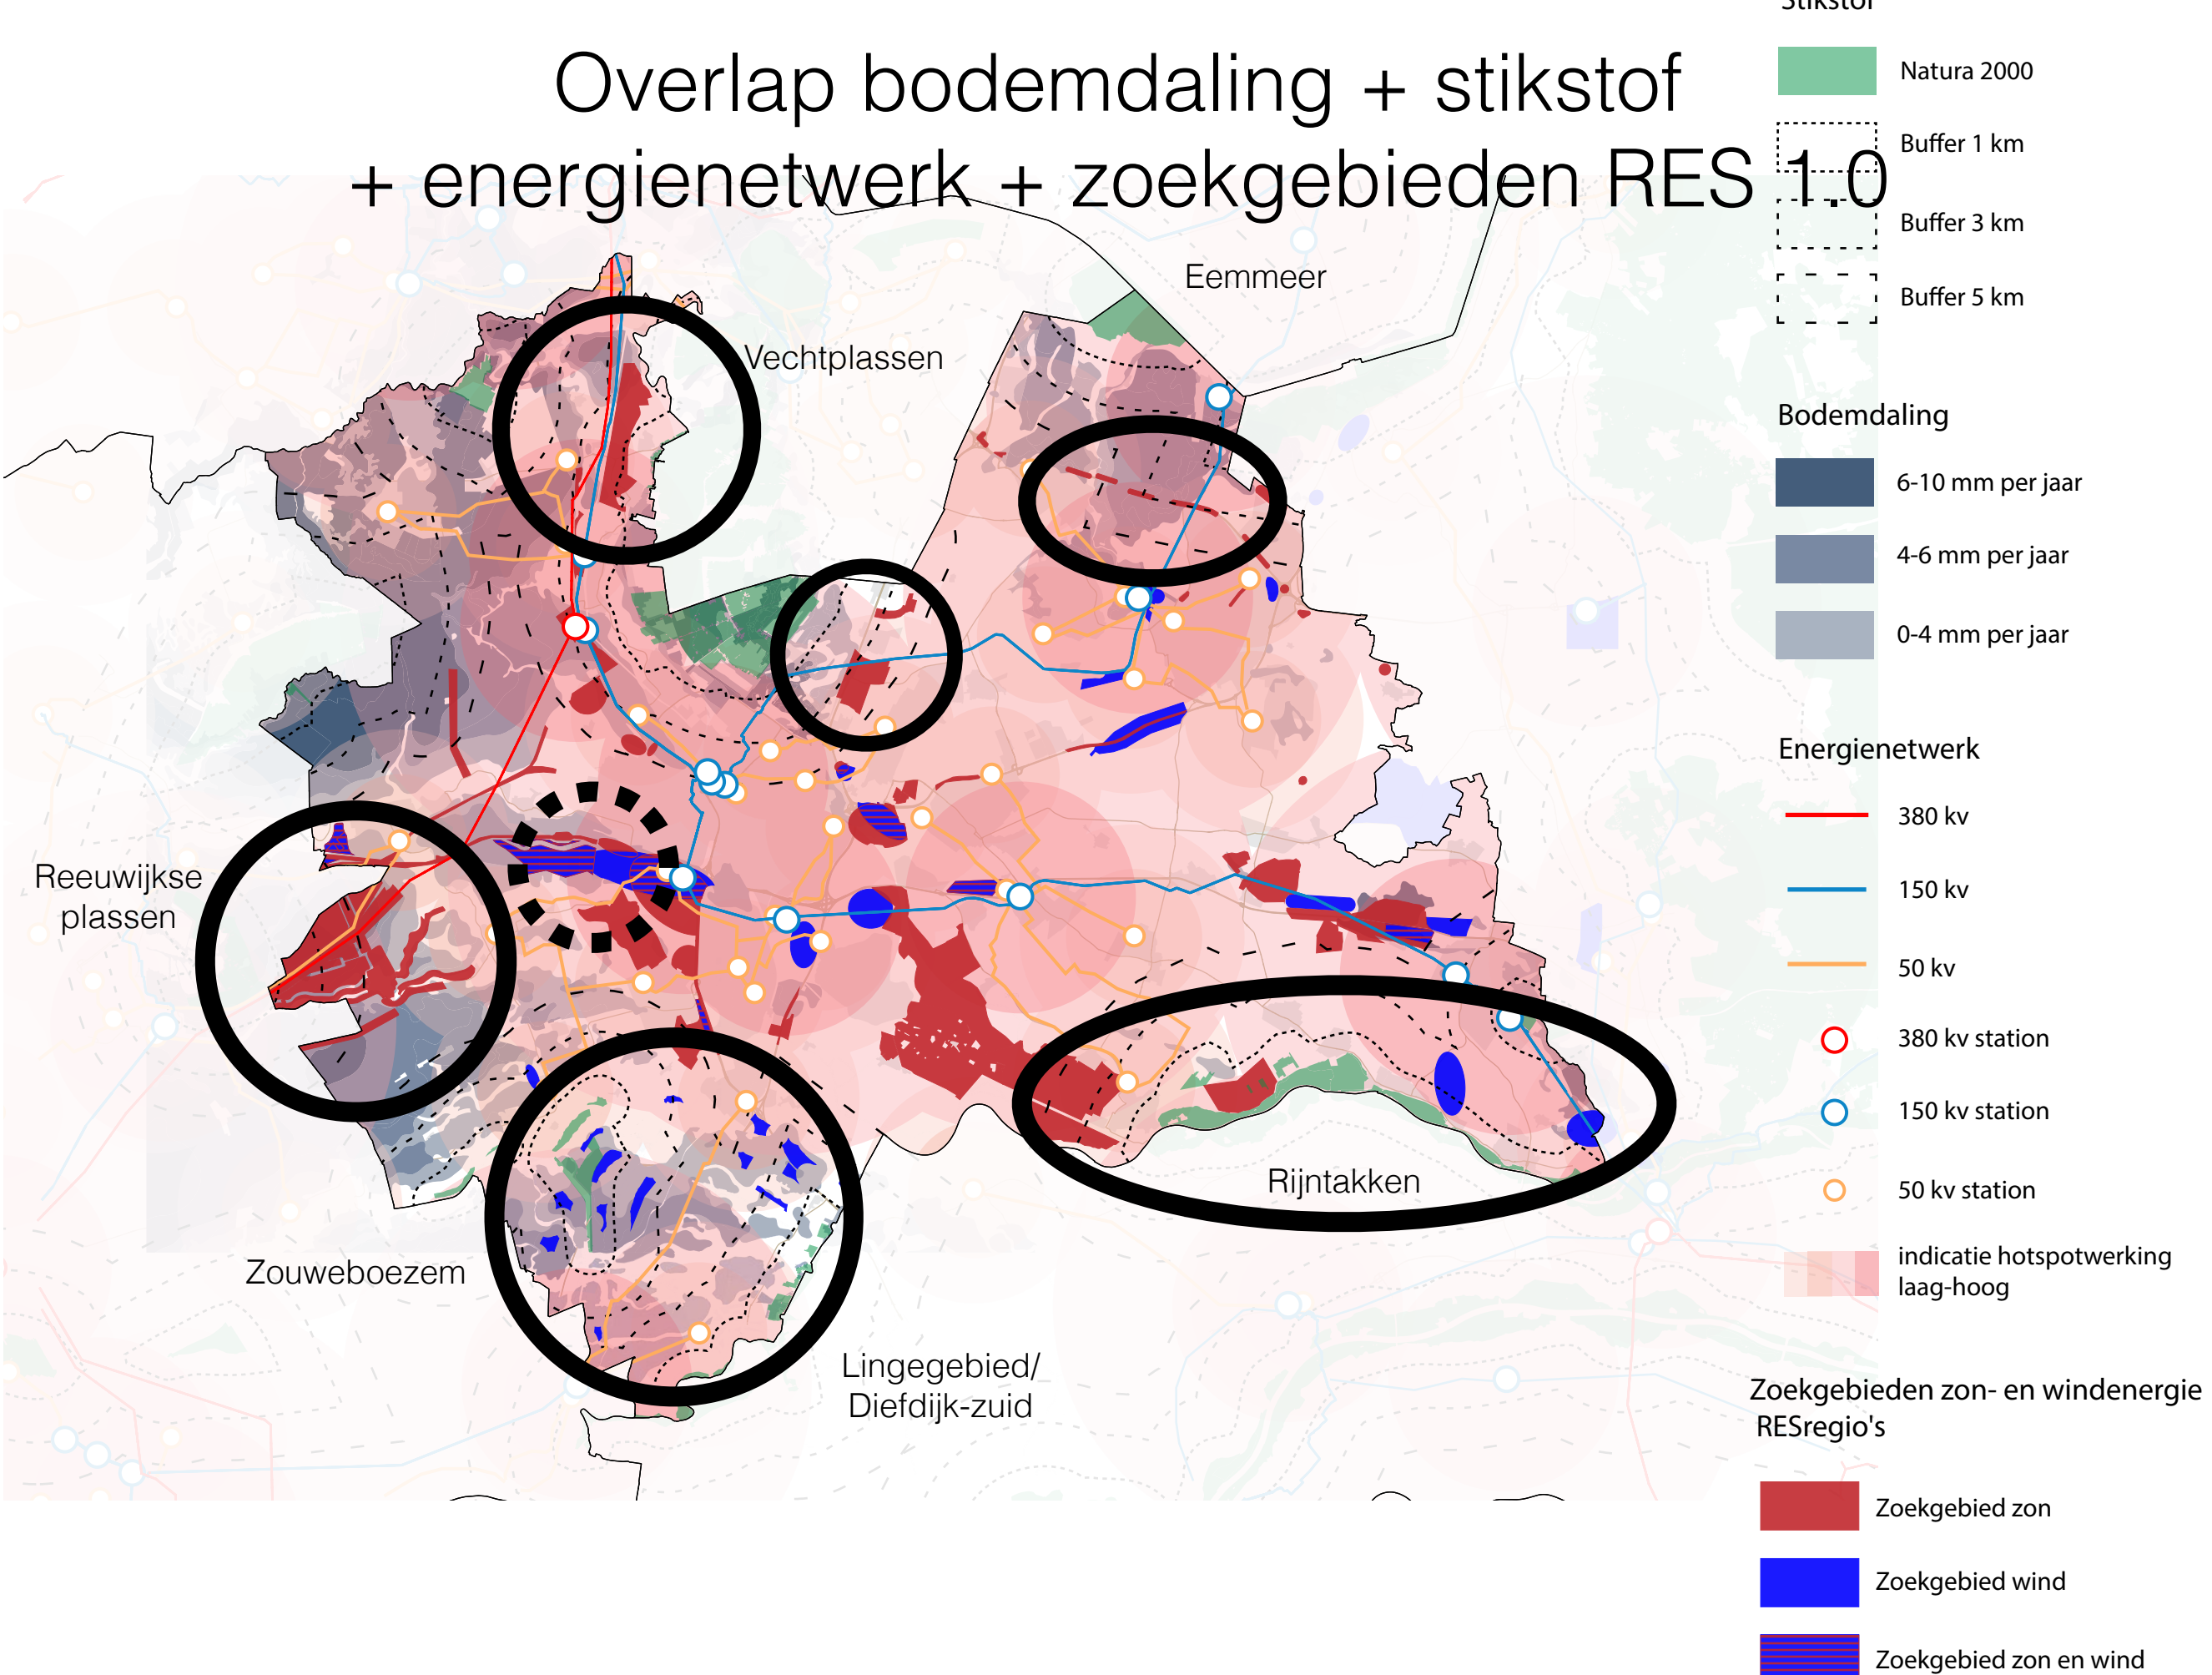 Stikstof
Overlap bodemdaling + stikstof
+ energienetwerk + zoekgebieden RES 1.0
Natura 2000
Buffer 1 km
Buffer 3 km
Buffer 5 km
Eemmeer
Vechtplassen
Reeuwijkse
plassen
Zouweboezem
Rijntakken
Lingegebied/
Diefdijk-zuid
Bodemdaling
6-10 mm per jaar
4-6 mm per jaar
0-4 mm per jaar
Energienetwerk
380 kv
150 kv
50 kv
380 kv station
150 kv station
50 kv station
indicatie hotspotwerking
laag-hoog
Zoekgebieden zon- en windenergie
RESregio's
Zoekgebied zon
Zoekgebied wind
Zoekgebied zon en wind